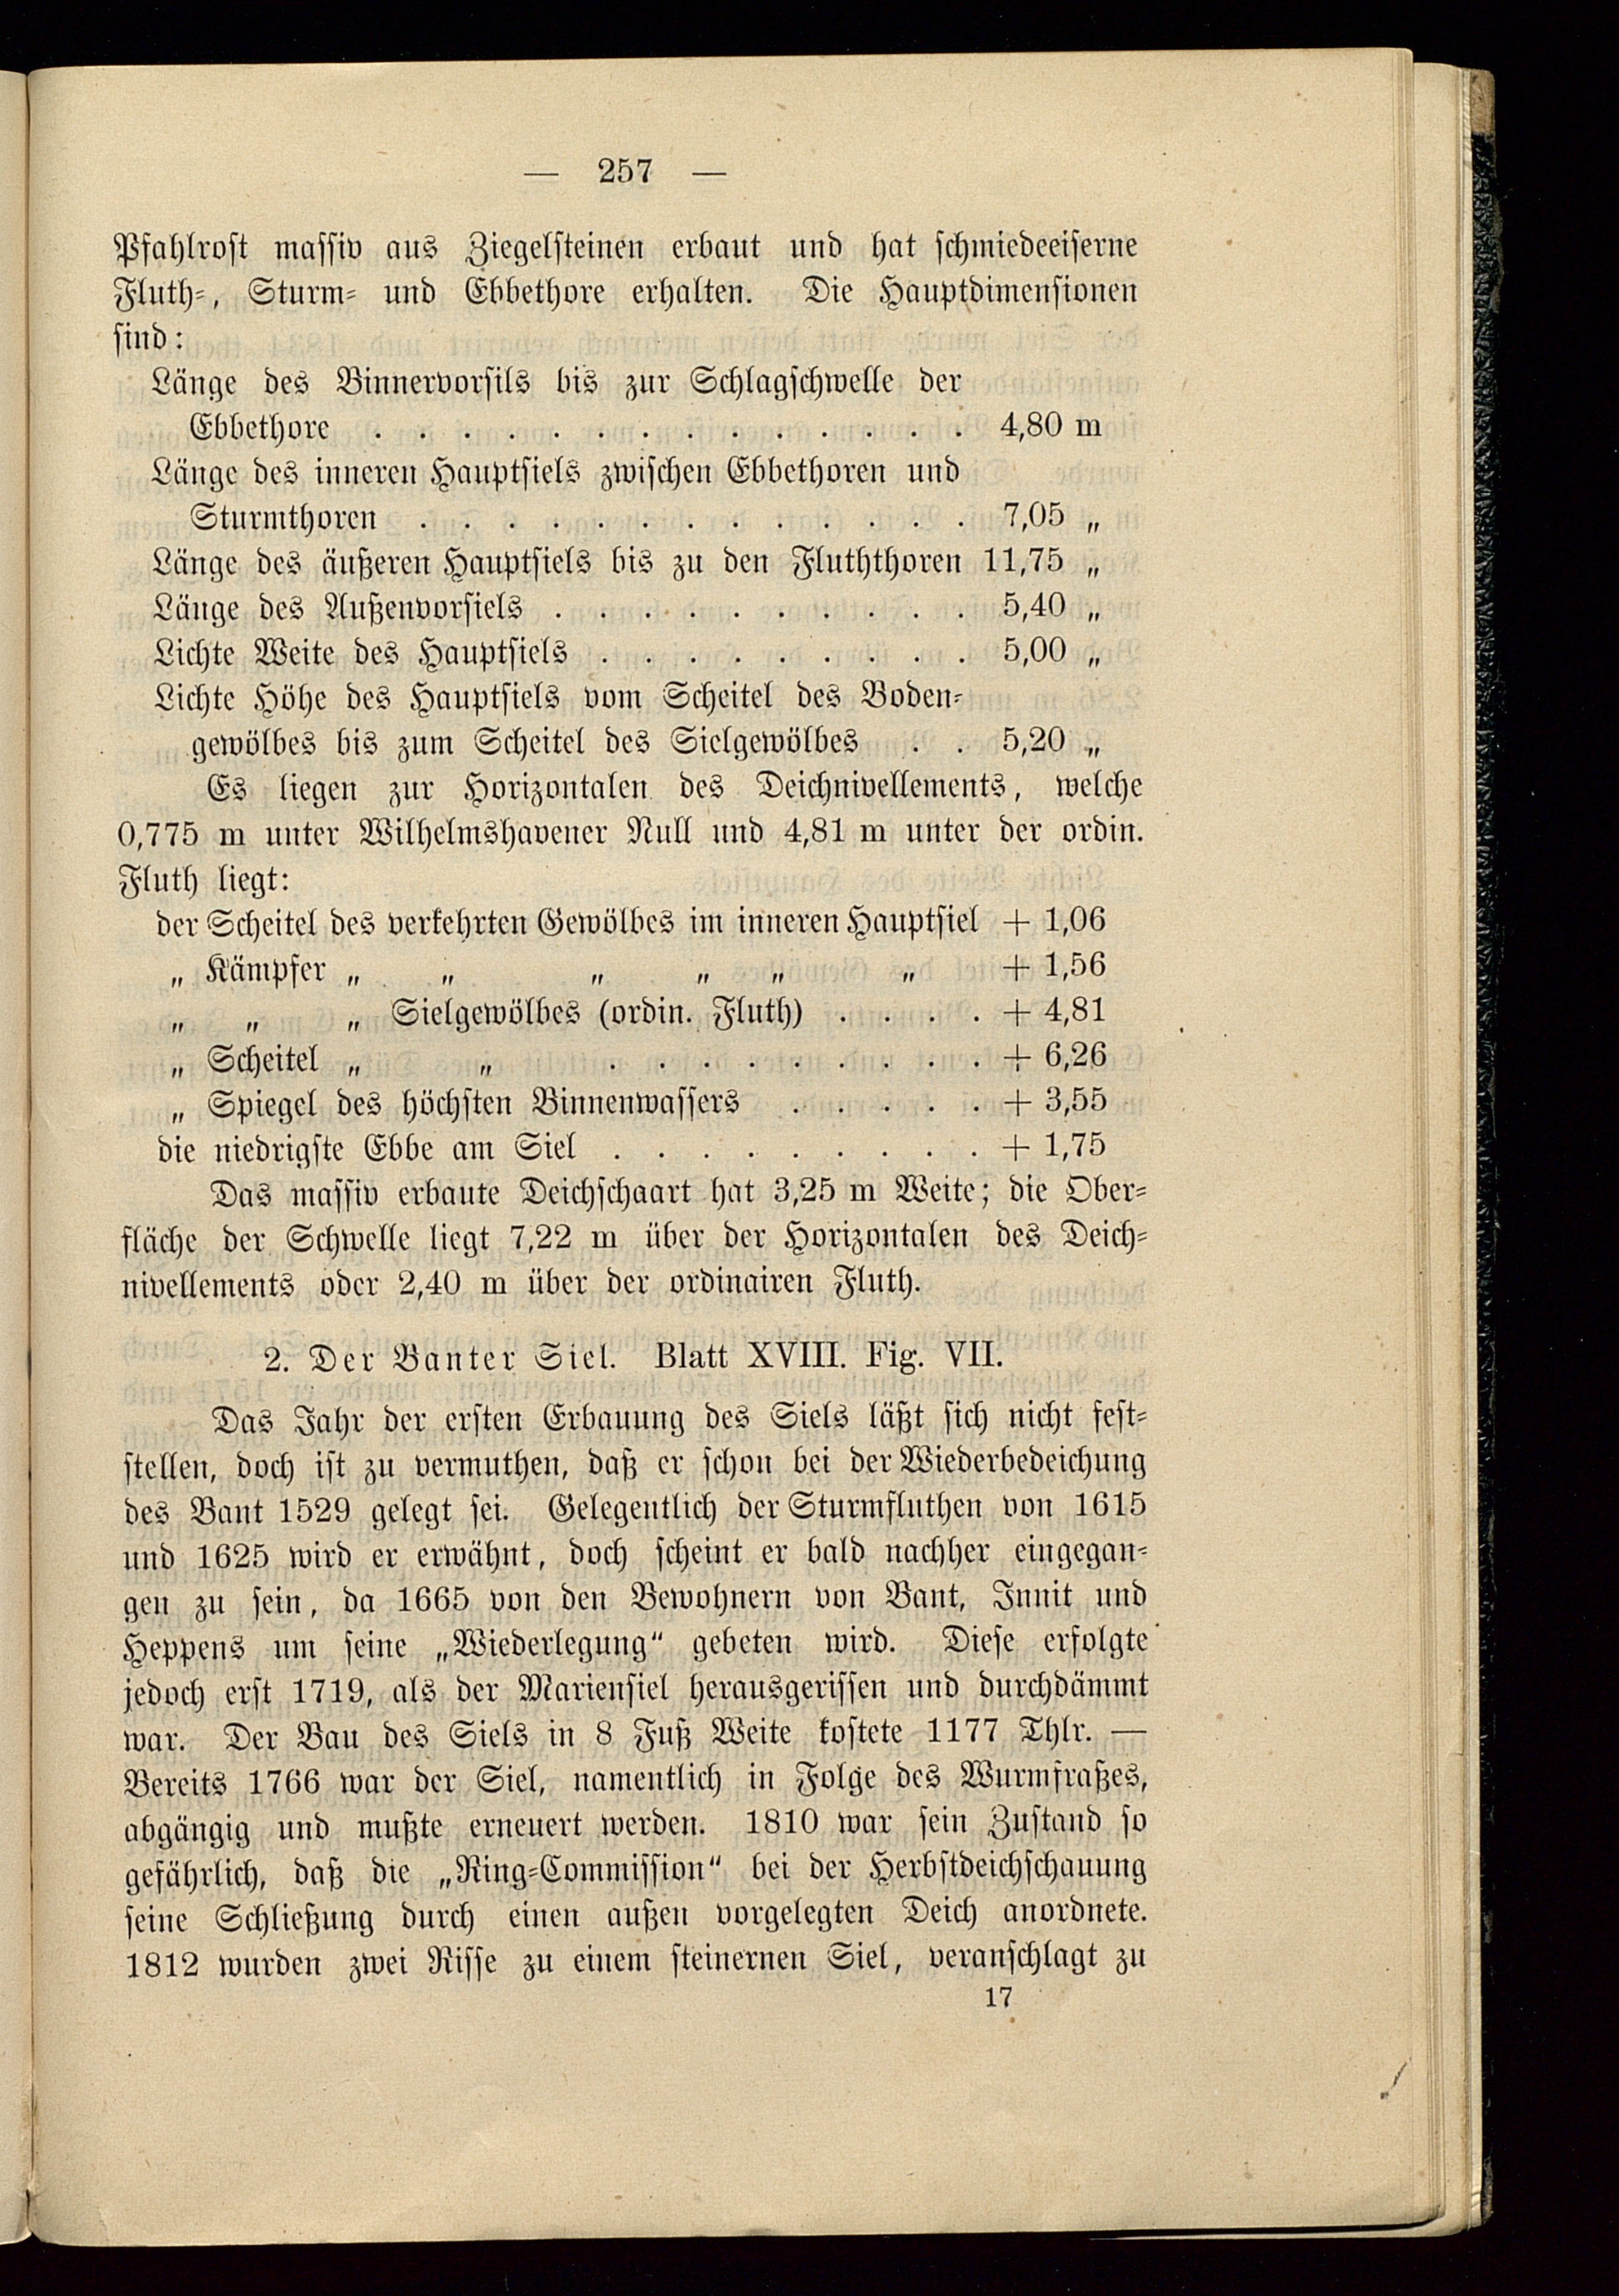 — 257 —
Pfahlrost massiv aus Ziegelsteinen erbaut und hat schmiedeeiserne
Fluth-, Sturm- und Ebbethore erhalten. Die Hauptdimensionen
sind:
Länge des Binnervorsils bis zur Schlagschwelle der
Ebbethore . . . . . . . . . . . . . . 4,80 m
Länge des inneren Hauptsiels zwischen Ebbethoren und
Sturmthoren . . . . . . . . . . . . . 7,05 „
Länge des äußeren Hauptsiels bis zu den Fluththoren 11,75 „
Länge des Außenvorsiels . . . . . . . . . . 5,40 „
Lichte Weite des Hauptsiels . . . . . . . . . 5,00 „
Lichte Höhe des Hauptsiels vom Scheitel des Boden-
gewölbes bis zum Scheitel des Sielgewölbes . . 5,20 „
Es liegen zur Horizontalen des Deichnivellements, welche
0,775 m unter Wilhelmshavener Null und 4,81 m unter der ordin.
Fluth liegt:
der Scheitel des verkehrten Gewölbes im inneren Hauptsiel + 1,06
„ Kämpfer „ „ „ „ „ „ + 1,56
„ „ „ Sielgewölbes (ordin. Fluth) . . . . + 4,81
„ Scheitel „ „ . . . . . . . . . + 6,26
„ Spiegel des höchsten Binnenwassers . . . . . + 3,55
die niedrigste Ebbe am Siel . . . . . . . . . + 1,75
Das massiv erbaute Deichschaart hat 3,25 m Weite; die Ober-
fläche der Schwelle liegt 7,22 m über der Horizontalen des Deich-
nivellements oder 2,40 m über der ordinairen Fluth.
2. Der Banter Siel. Blatt XVIII. Fig. VII.
Das Jahr der ersten Erbauung des Siels läßt sich nicht fest-
stellen, doch ist zu vermuthen, daß er schon bei der Wiederbedeichung
des Bant 1529 gelegt sei. Gelegentlich der Sturmfluthen von 1615
und 1625 wird er erwähnt, doch scheint er bald nachher eingegan-
gen zu sein, da 1665 von den Bewohnern von Bant, Innit und
Heppens um seine „Wiederlegung“ gebeten wird. Diese erfolgte
jedoch erst 1719, als der Mariensiel herausgerissen und durchdämmt
war. Der Bau des Siels in 8 Fuß Weite kostete 1177 Thlr. —
Bereits 1766 war der Siel, namentlich in Folge des Wurmfraßes,
abgängig und mußte erneuert werden. 1810 war sein Zustand so
gefährlich, daß die „Ring-Commission“ bei der Herbstdeichschauung
seine Schließung durch einen außen vorgelegten Deich anordnete.
1812 wurden zwei Risse zu einem steinernen Siel, veranschlagt zu
17